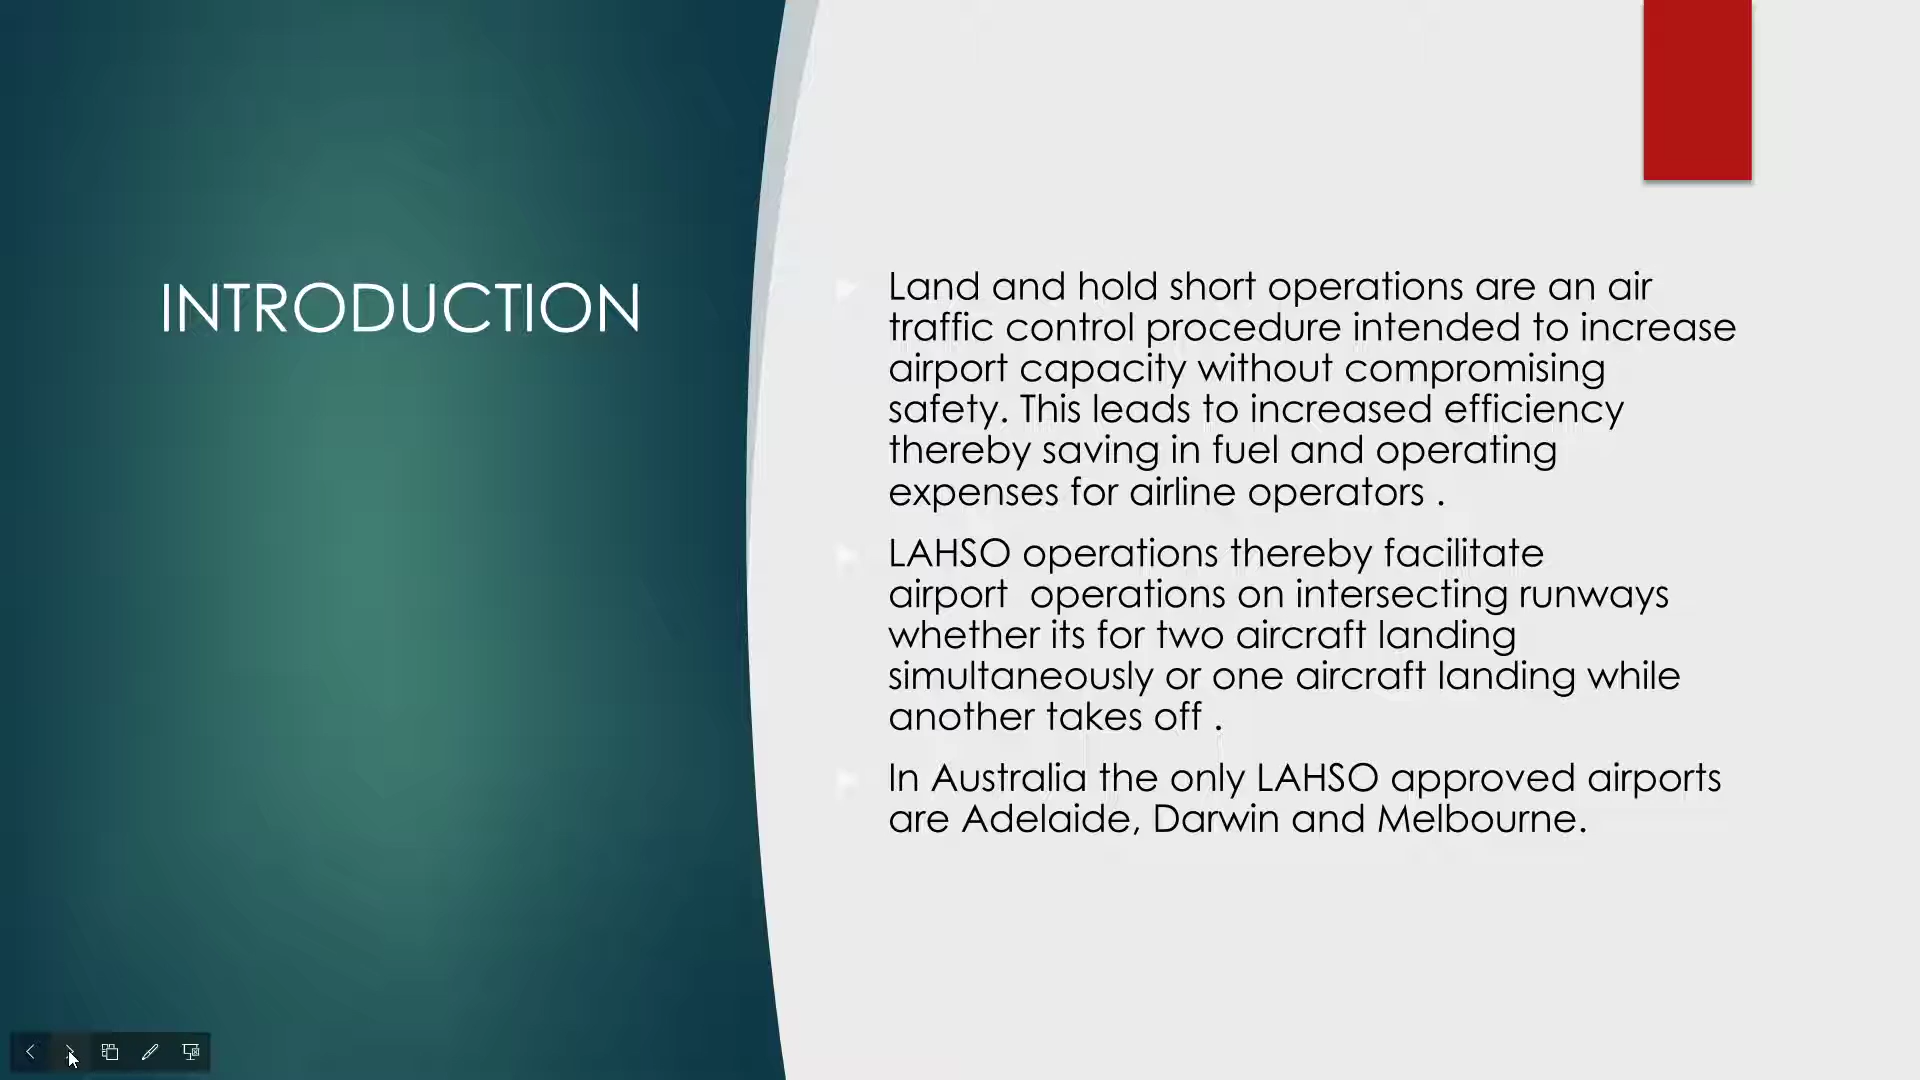 INTRODUCTION
Land and hold short operations are an air
traffic control procedure intended to increase
airport capacity without compromising
safety. This leads to increased efficiency
thereby saving in fuel and operating
expenses for airline operators .
LAHSO operations thereby facilitate
airport  operations on intersecting runways
whether its for two aircraft landing
simultaneously or one aircraft landing while
another takes off .
In Australia the only LAHSO approved airports
are Adelaide, Darwin and Melbourne.